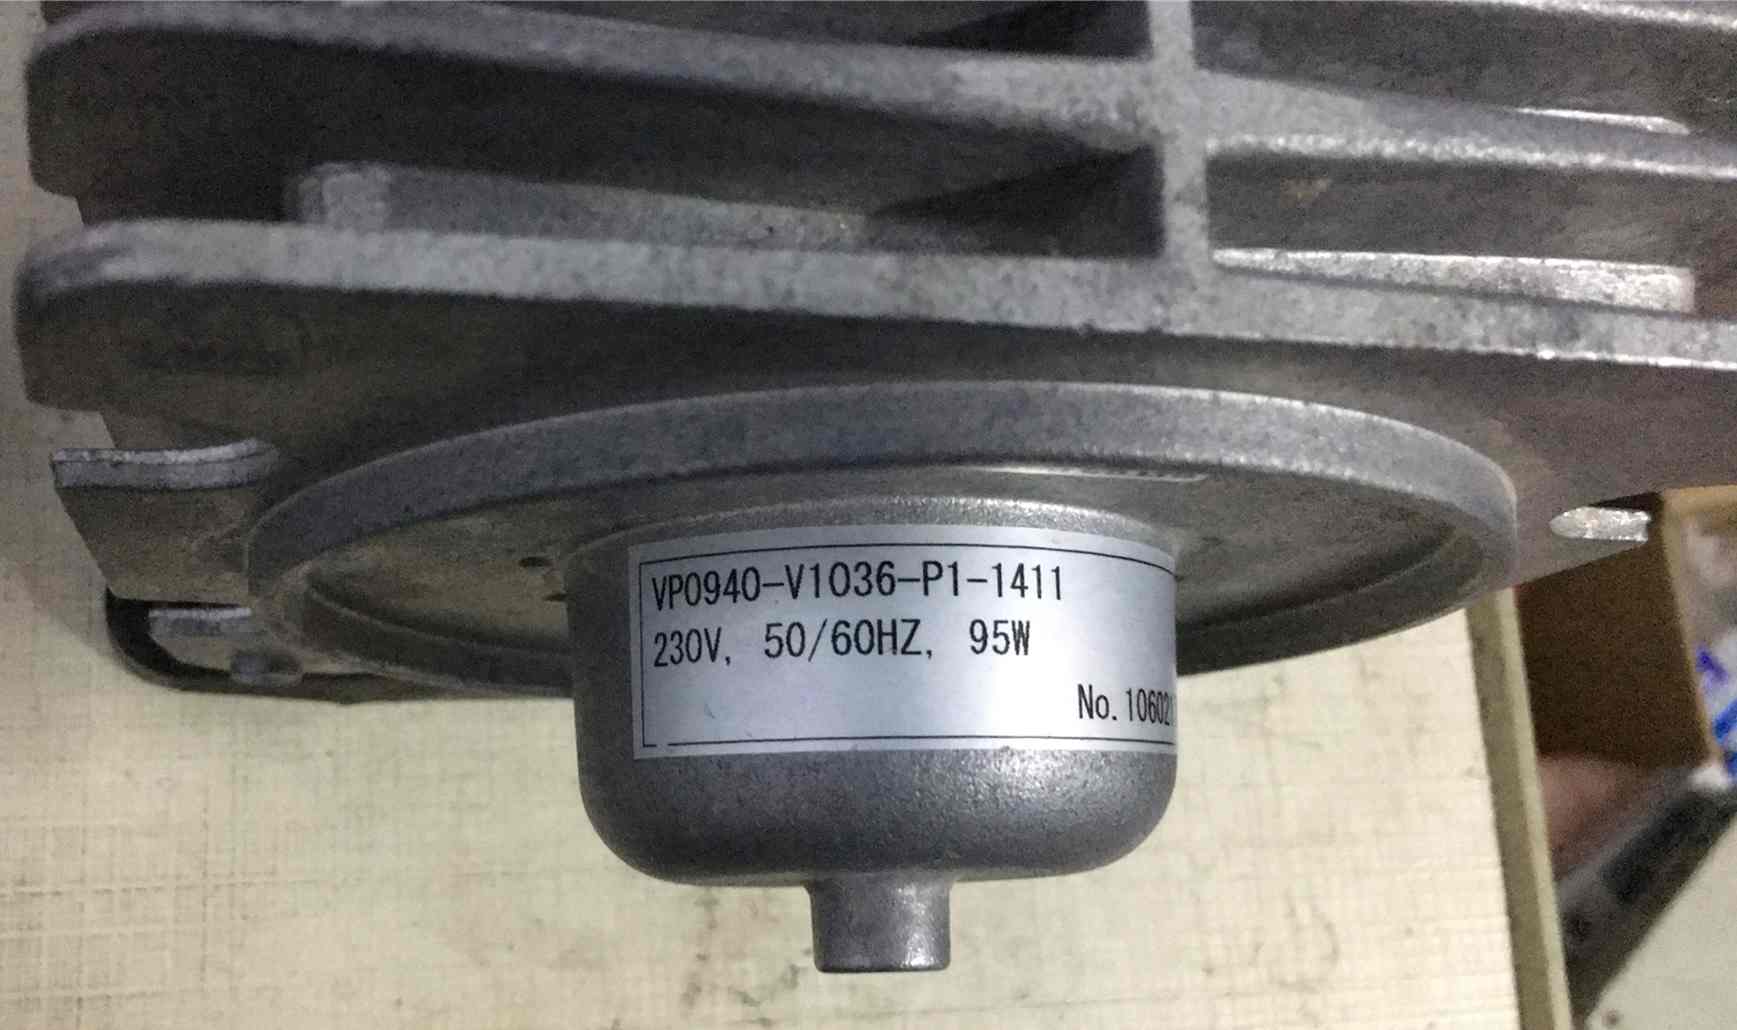 VP0940-V1036-P1-1411
230V, 50/60HZ, 95W
No. 10602